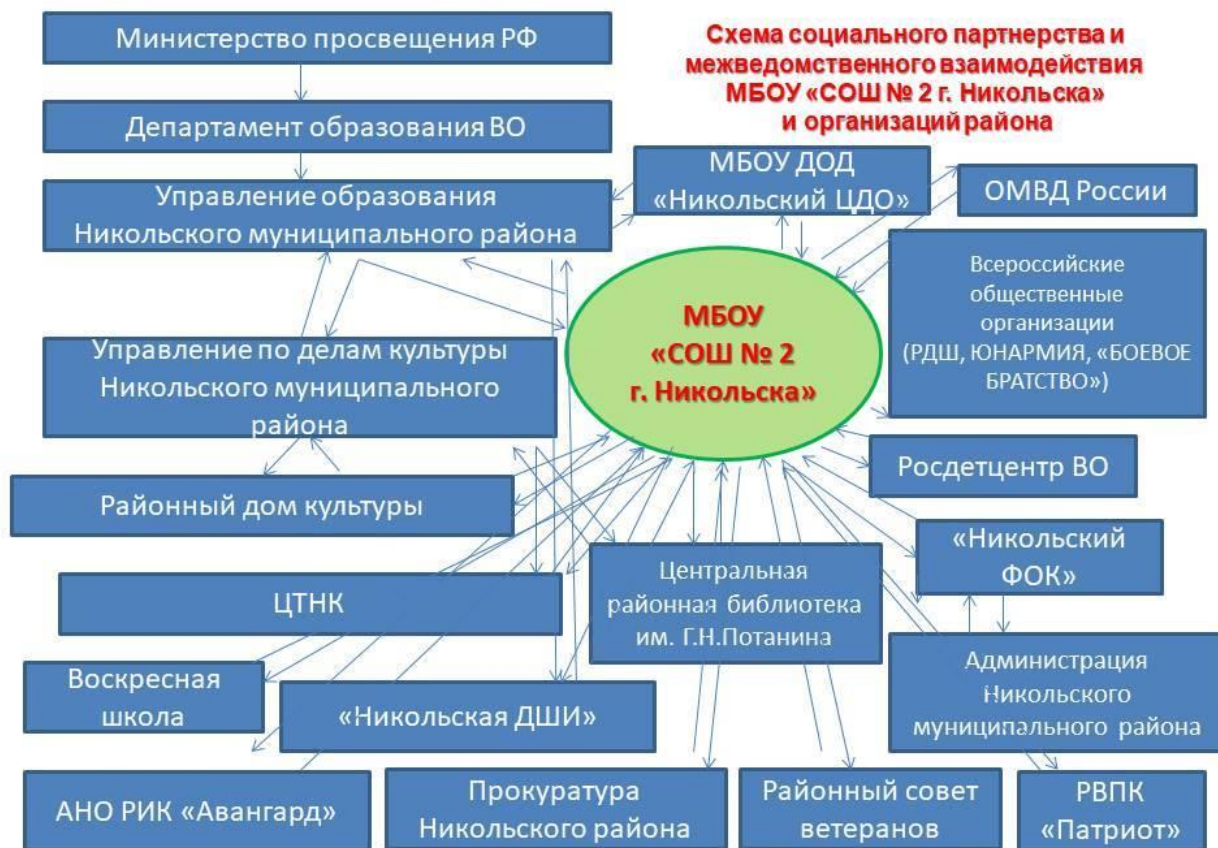 Министерство просвещения РФ
Схема социального партнерства и
межведомственного взаимодействия
МБОУ «СОШ № 2 г. Никольска»
и организаций района
Департамент образования ВО
Управление образования
Никольского муниципального района
МБОУ ДОД
«Никольский ЦДО»
ОМВД России
Всероссийские
общественные
организации
(РДШ, ЮНАРМИЯ, «БОЕВОЕ
БРАТСТВО»)
МБОУ
«СОШ № 2
г. Никольска»
Управление по делам культуры
Никольского муниципального
района
Росдетцентр ВО
Районный дом культуры
«Никольский
ФОК»
ЦТНК
Центральная
районная библиотека
им. Г.Н.Потанина
Воскресная
школа
«Никольская ДШИ»
Администрация
Никольского
муниципального района
АНО РИК «Авангард»
Прокуратура
Никольского района
Районный совет
ветеранов
РВПК
«Патриот»